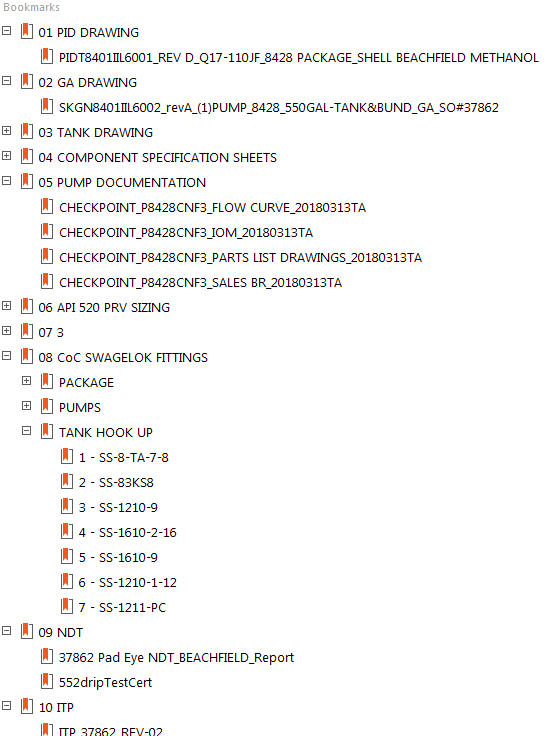 Bookmarks
01 PID DRAWING
PIDT8401IIL6001_REV D_Q17-110JF_8428 PACKAGE_SHELL BEACHFIELD METHANOL
02 GA DRAWING
SKGN8401IIL6002_revA_(1)PUMP_8428_550GAL-TANK&BUND_GA_SO#37862
03 TANK DRAWING
04 COMPONENT SPECIFICATION SHEETS
05 PUMP DOCUMENTATION
CHECKPOINT_P8428CNF3_FLOW CURVE_20180313TA
CHECKPOINT_P8428CNF3_IOM_20180313TA
CHECKPOINT_P8428CNF3_PARTS LIST DRAWINGS_20180313TA
CHECKPOINT_P8428CNF3_SALES BR_20180313TA
06 API 520 PRV SIZING
07 3
08 CoC SWAGELOK FITTINGS
PACKAGE
PUMPS
TANK HOOK UP
1 - SS-8-TA-7-8
2 - SS-83KS8
3 - SS-1210-9
4 - SS-1610-2-16
5 - SS-1610-9
6 - SS-1210-1-12
7 - SS-1211-PC
09 NDT
37862 Pad Eye NDT_BEACHFIELD_Report
552dripTestCert
10 ITP
ITP_37862_REV-02